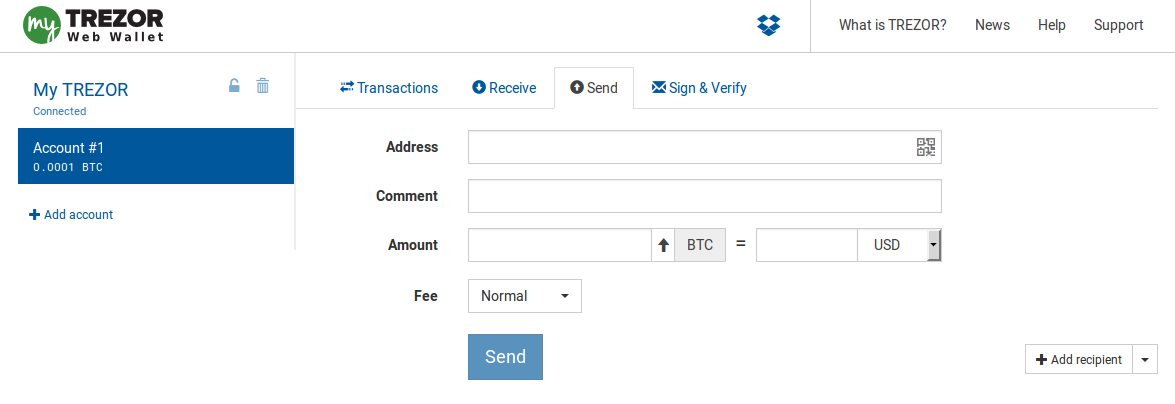 my TREZOR
Web Wallet
What is TREZOR?
News
Help
Support
My TREZOR
Connected
Account #1
0.0001 BTC
Add account
Transactions
Receive
Send
Sign & Verify
Address
Comment
Amount
BTC
=
USD
Fee
Normal
Send
Add recipient